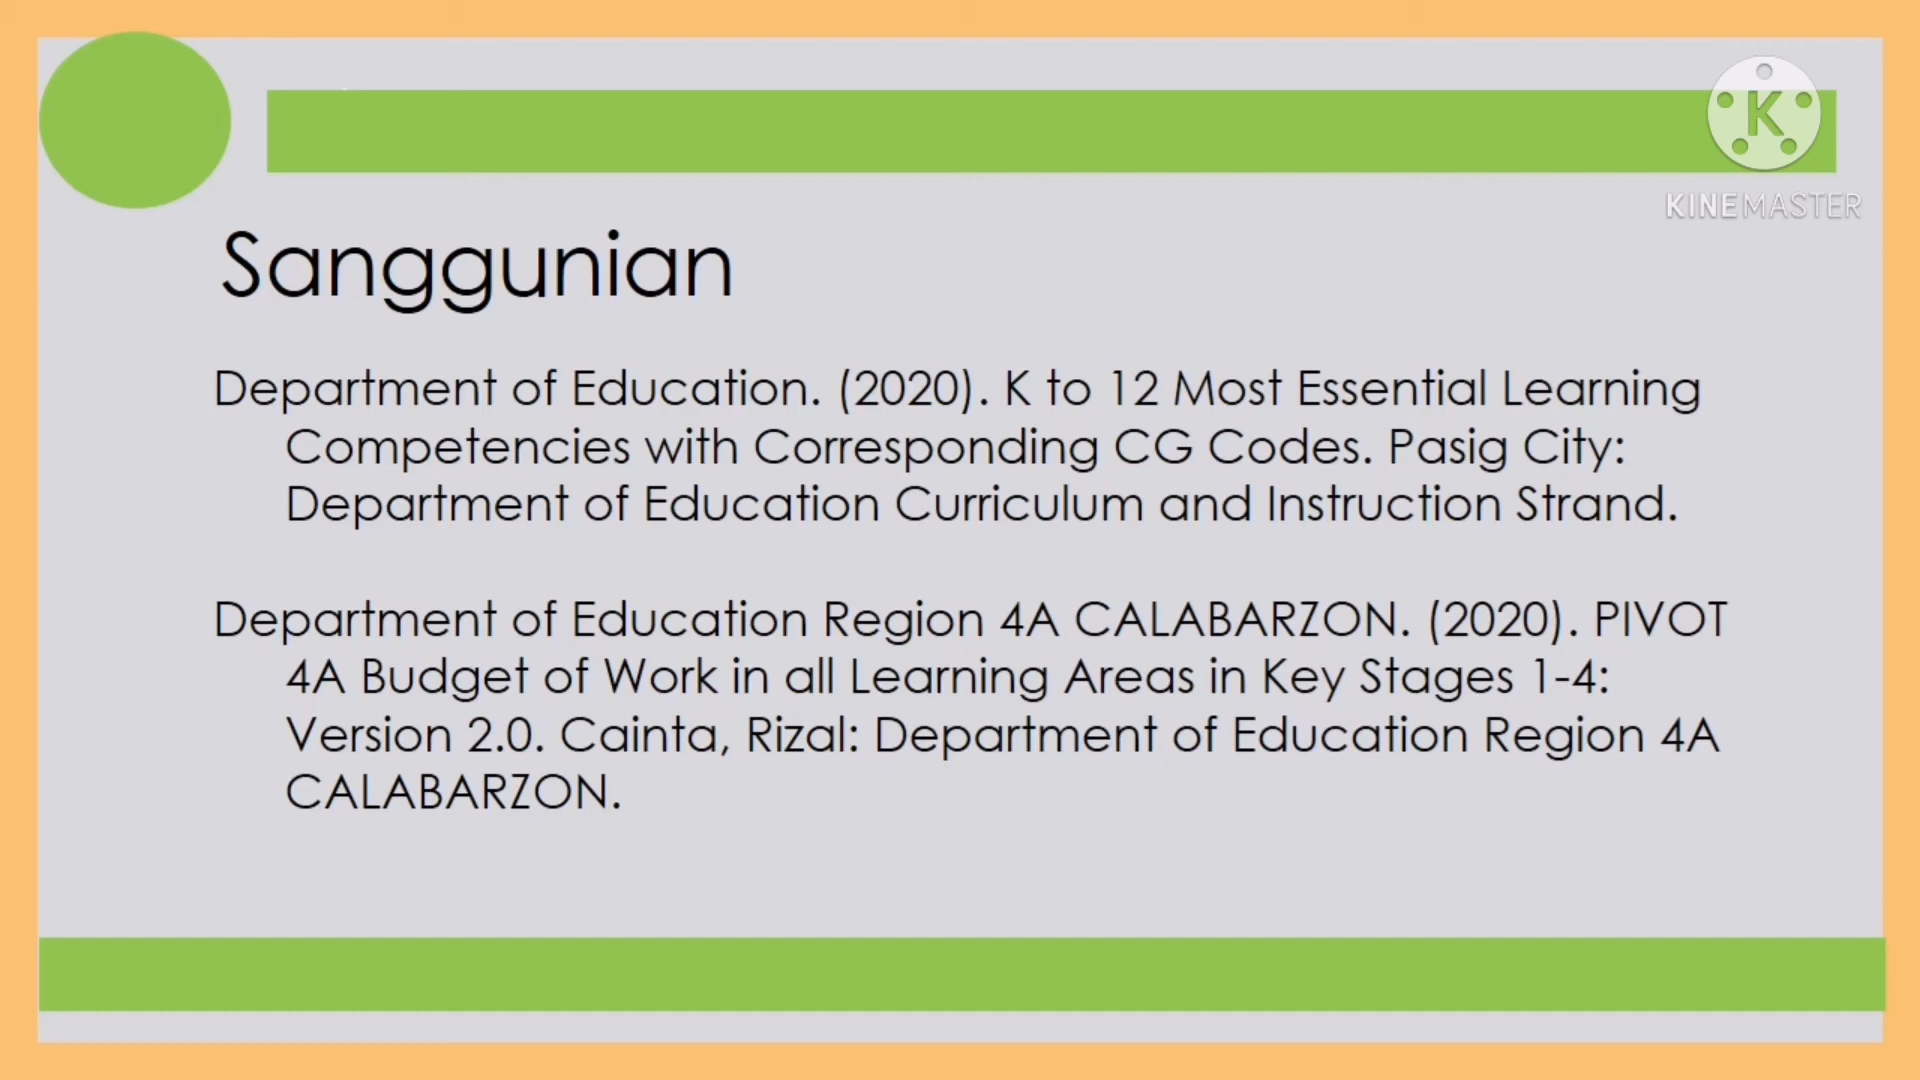 K
KINEMASTER
Sanggunian
Department of Education. (2020). K to 12 Most Essential Learning
Competencies with Corresponding CG Codes. Pasig City:
Department of Education Curriculum and Instruction Strand.
Department of Education Region 4A CALABARZON. (2020). PIVOT
4A Budget of Work in all Learning Areas in Key Stages 1-4:
Version 2.0. Cainta, Rizal: Department of Education Region 4A
CALABARZON.